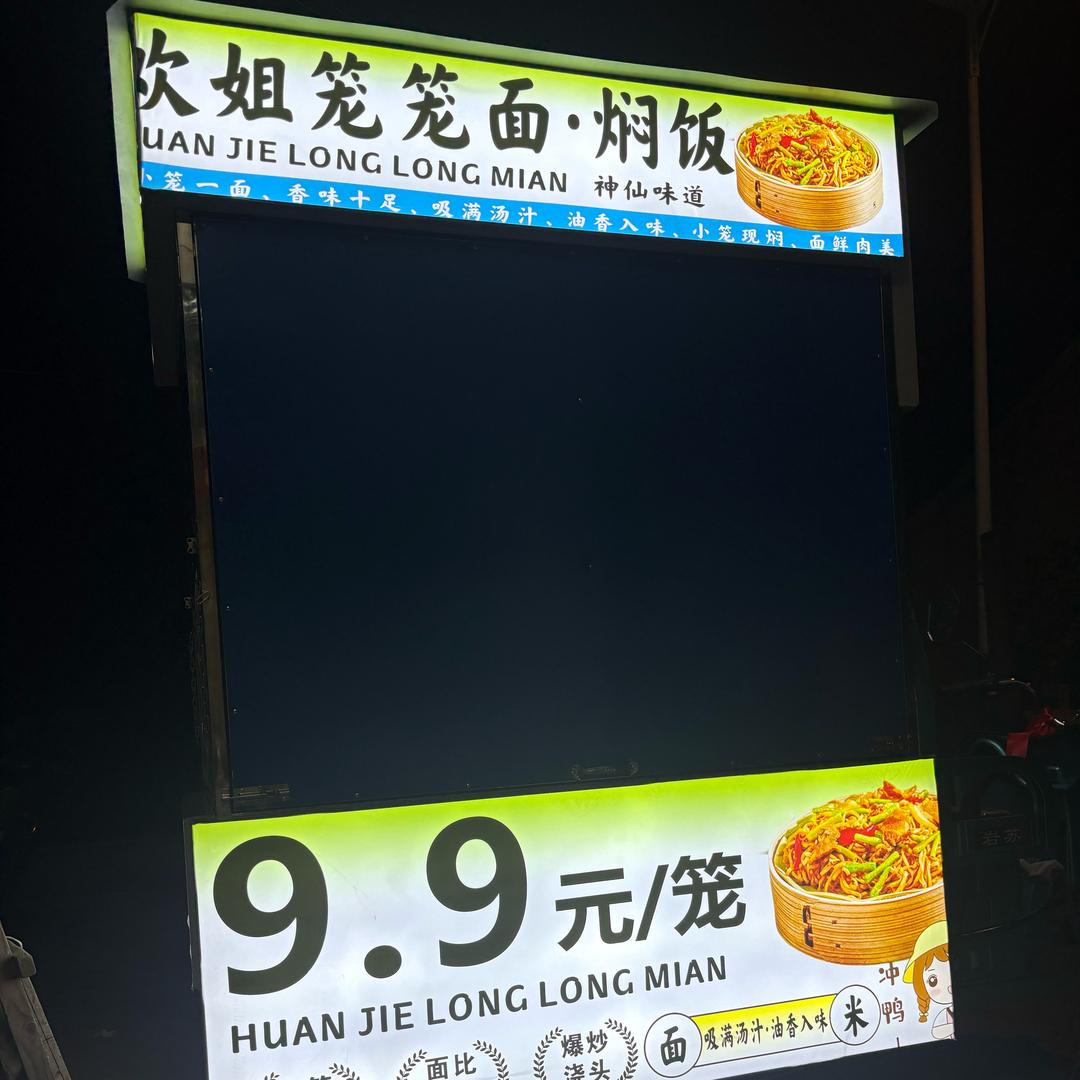 欢姐笼笼面·焖饭
UAN JIE LONG LONG MIAN 神仙味道
小笼一面、香味十足、吸满汤汁、油香入味、小笼现焖、面鲜肉美
9.9元/笼
HUAN JIE LONG LONG MIAN
面比
爆炒
浇头
面 吸满汤汁·油香入味 米
冲
鸭